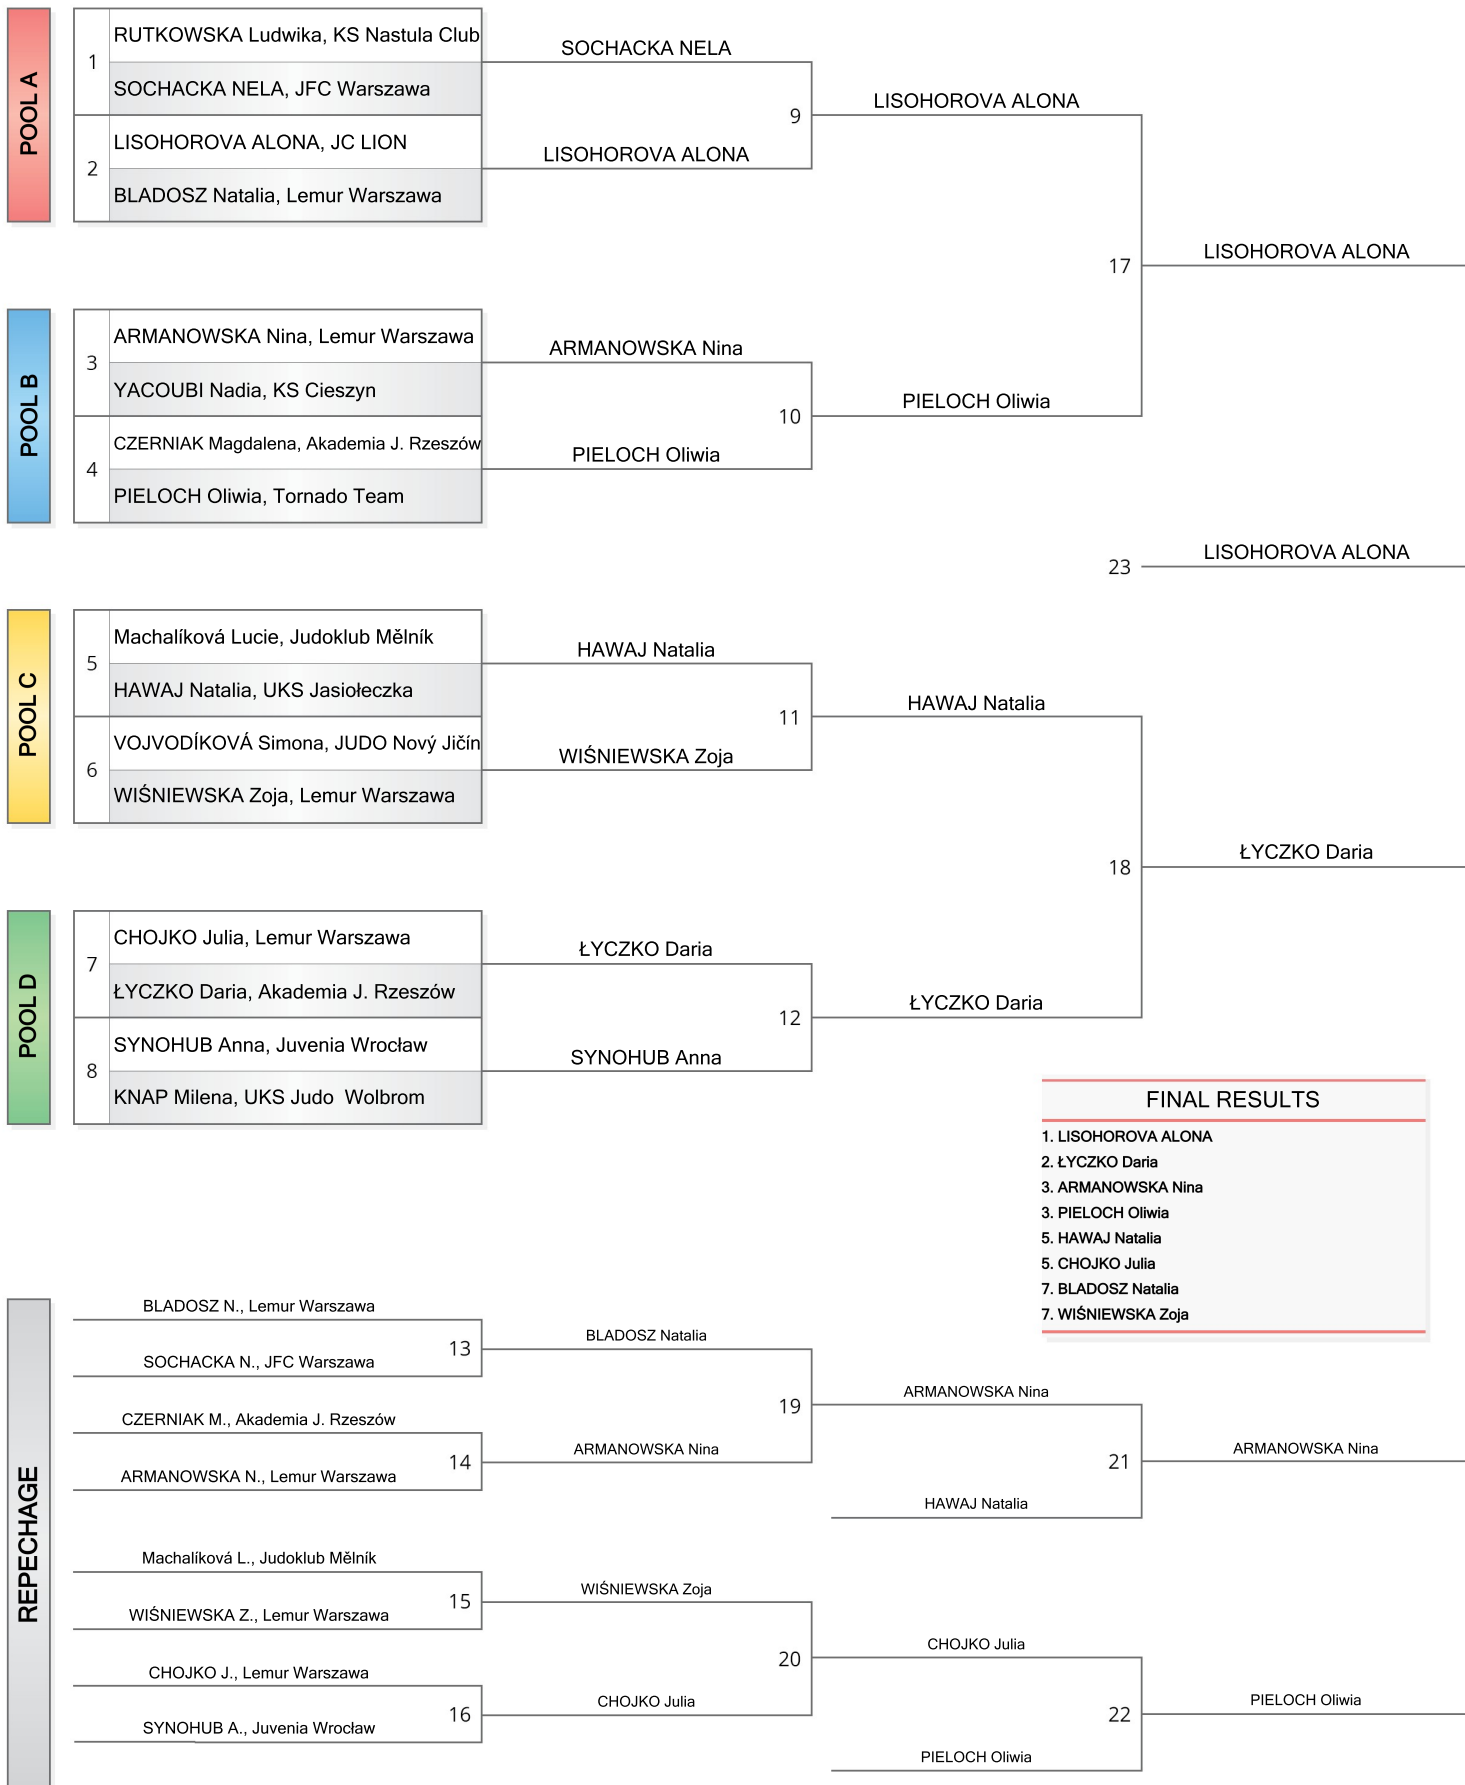 POOL A
1
RUTKOWSKA Ludwika, KS Nastula Club
SOCHACKA NELA, JFC Warszawa
2
LISOHOROVA ALONA, JC LION
BLADOSZ Natalia, Lemur Warszawa
SOCHACKA NELA
LISOHOROVA ALONA
9
LISOHOROVA ALONA
POOL B
3
ARMANOWSKA Nina, Lemur Warszawa
YACOUBI Nadia, KS Cieszyn
4
CZERNIAK Magdalena, Akademia J. Rzeszów
PIELOCH Oliwia, Tornado Team
ARMANOWSKA Nina
PIELOCH Oliwia
10
PIELOCH Oliwia
17
LISOHOROVA ALONA
23
LISOHOROVA ALONA
POOL C
5
Machalíková Lucie, Judoklub Mělník
HAWAJ Natalia, UKS Jasiołeczka
6
VOJVODÍKOVÁ Simona, JUDO Nový Jičín
WIŚNIEWSKA Zoja, Lemur Warszawa
HAWAJ Natalia
WIŚNIEWSKA Zoja
11
HAWAJ Natalia
POOL D
7
CHOJKO Julia, Lemur Warszawa
ŁYCZKO Daria, Akademia J. Rzeszów
8
SYNOHUB Anna, Juvenia Wrocław
KNAP Milena, UKS Judo  Wolbrom
ŁYCZKO Daria
SYNOHUB Anna
12
ŁYCZKO Daria
18
ŁYCZKO Daria
FINAL RESULTS
1. LISOHOROVA ALONA
2. ŁYCZKO Daria
3. ARMANOWSKA Nina
3. PIELOCH Oliwia
5. HAWAJ Natalia
5. CHOJKO Julia
7. BLADOSZ Natalia
7. WIŚNIEWSKA Zoja
REPECHAGE
BLADOSZ N., Lemur Warszawa
SOCHACKA N., JFC Warszawa
13
CZERNIAK M., Akademia J. Rzeszów
ARMANOWSKA N., Lemur Warszawa
14
BLADOSZ Natalia
ARMANOWSKA Nina
19
ARMANOWSKA Nina
HAWAJ Natalia
21
ARMANOWSKA Nina
Machalíková L., Judoklub Mělník
WIŚNIEWSKA Z., Lemur Warszawa
15
CHOJKO J., Lemur Warszawa
SYNOHUB A., Juvenia Wrocław
16
WIŚNIEWSKA Zoja
CHOJKO Julia
20
CHOJKO Julia
PIELOCH Oliwia
22
PIELOCH Oliwia